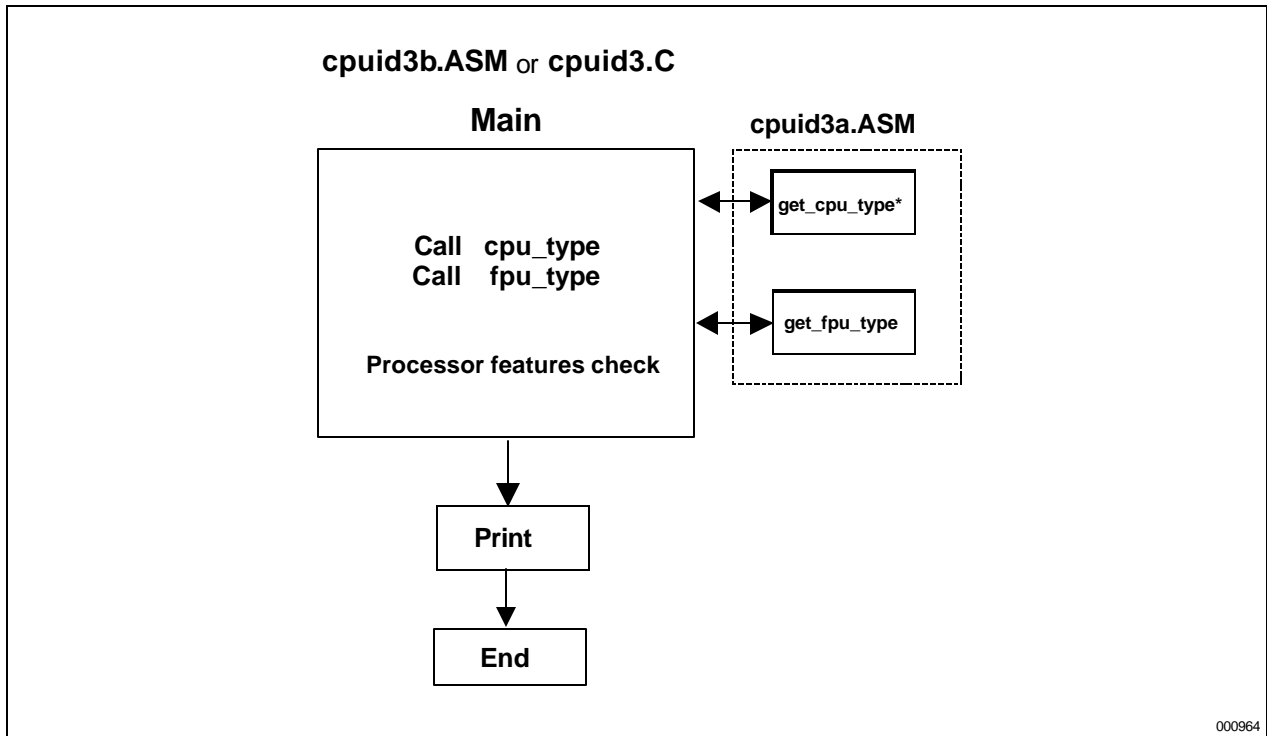 cpuid3b.ASM or cpuid3.C
Main
cpuid3a.ASM
get_cpu_type*
Call cpu_type
Call fpu_type
get_fpu_type
Processor features check
Print
End
000964